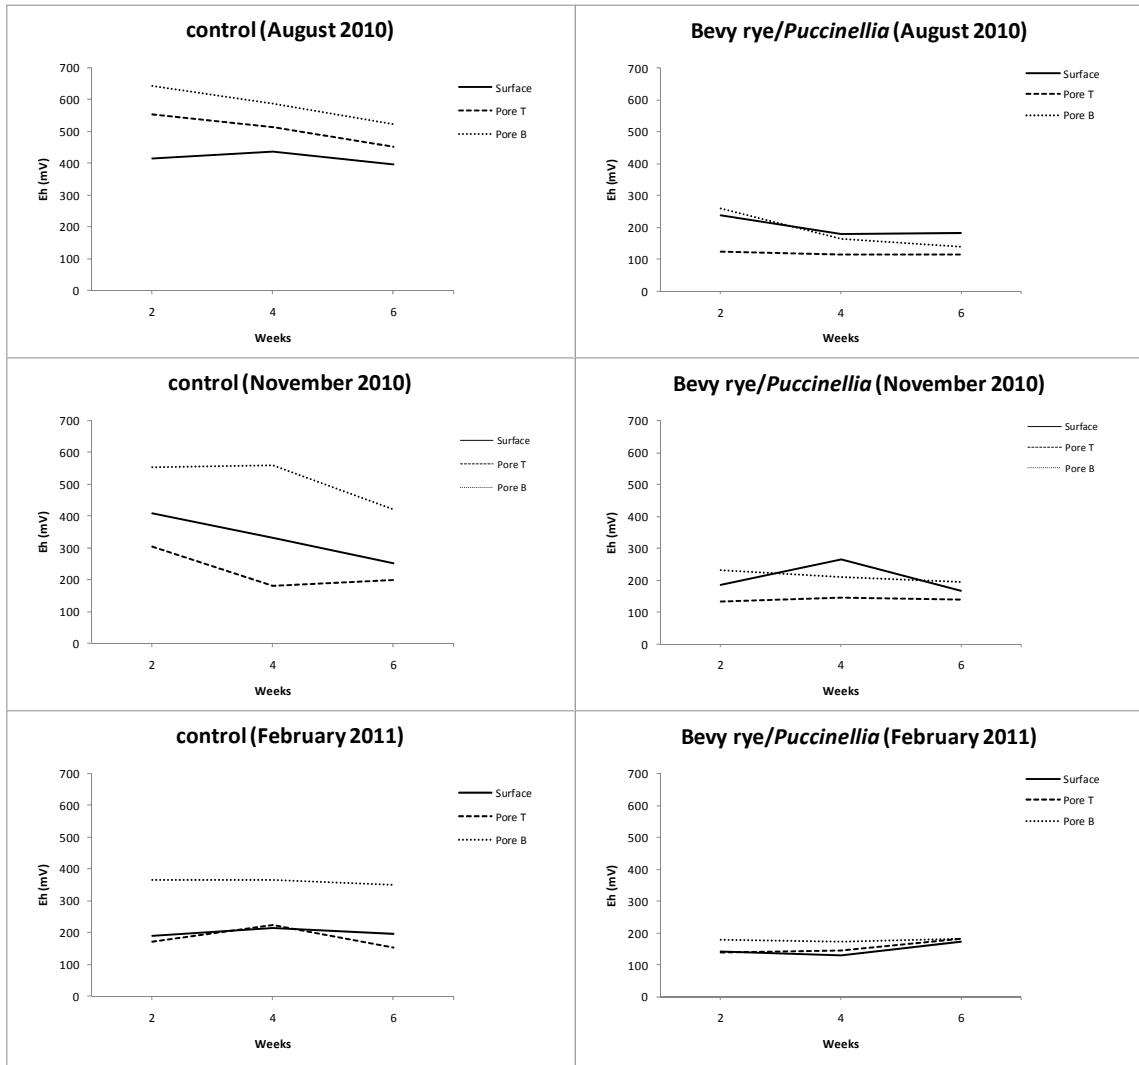 control (August 2010)
700
600
500
400
300
200
100
0
Eh (mV)
2
4
6
Weeks
Surface
Pore T
Pore B
Bevy rye/Puccinellia (August 2010)
700
600
500
400
300
200
100
0
Eh (mV)
2
4
6
Weeks
Surface
Pore T
Pore B
control (November 2010)
700
600
500
400
300
200
100
0
Eh (mV)
2
4
6
Weeks
Surface
Pore T
Pore B
Bevy rye/Puccinellia (November 2010)
700
600
500
400
300
200
100
0
Eh (mV)
2
4
6
Weeks
Surface
Pore T
Pore B
control (February 2011)
700
600
500
400
300
200
100
0
Eh (mV)
2
4
6
Weeks
Surface
Pore T
Pore B
Bevy rye/Puccinellia (February 2011)
700
600
500
400
300
200
100
0
Eh (mV)
2
4
6
Weeks
Surface
Pore T
Pore B